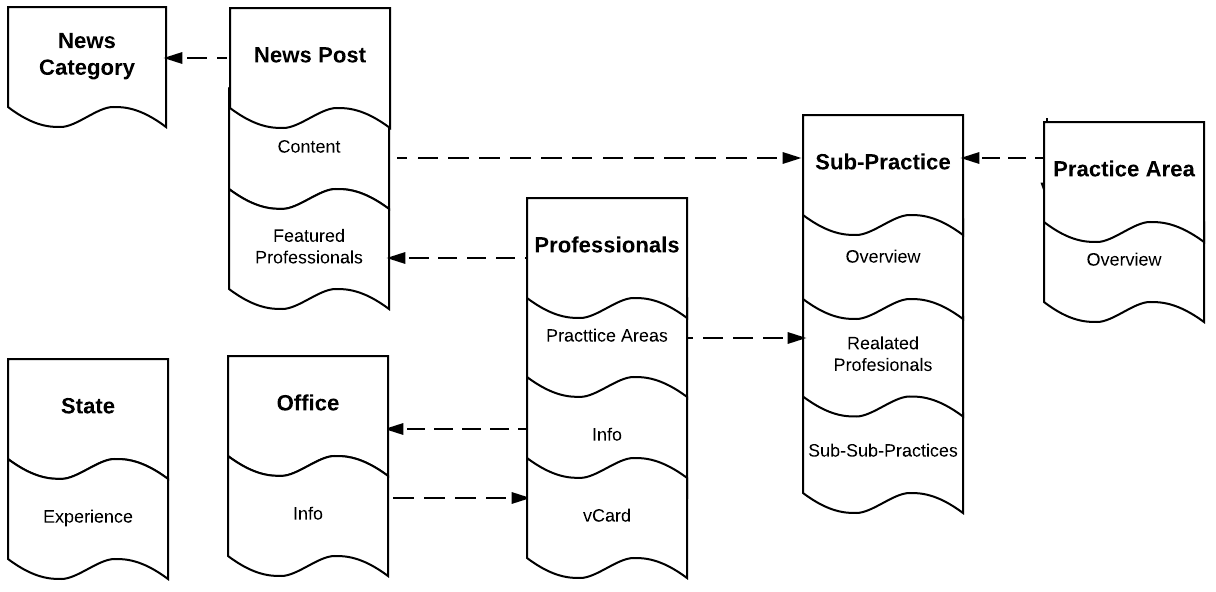 News
Category
News Post
Content
Featured
Professionals
Professionals
Practtice Areas
Info
vCard
Sub-Practice
Overview
Realated
Profesionals
Sub-Sub-Practices
Practice Area
Overview
State
Experience
Office
Info